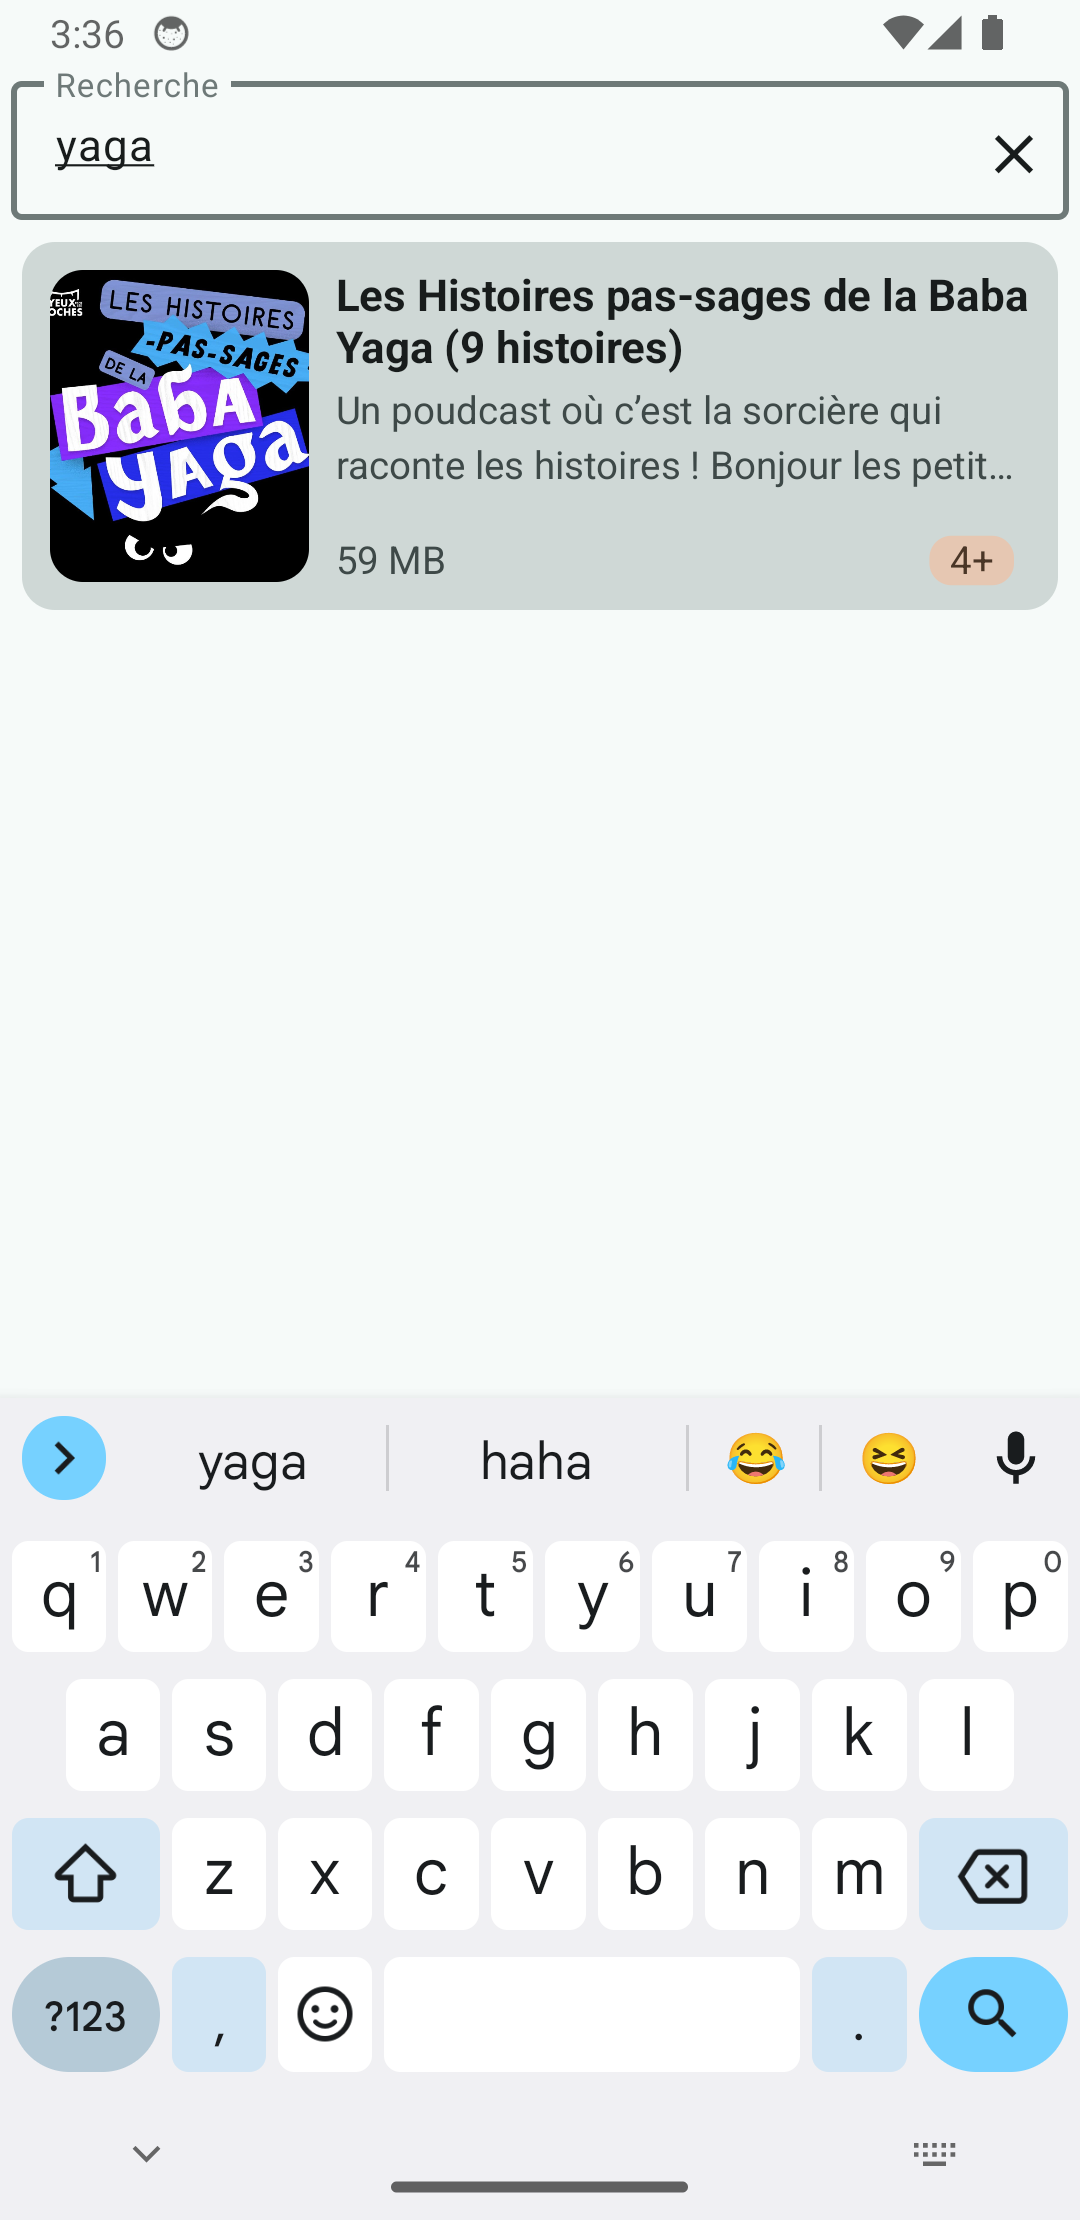 3:36
Recherche
yaga
YEUX
OCHES
LES HISTOIRES
-PAS-SAGES
DE LA
BabA
yAga
Les Histoires pas-sages de la Baba
Yaga (9 histoires)
Un poudcast où c’est la sorcière qui
raconte les histoires ! Bonjour les petit…
59 MB
4+
yaga haha
q 1 w 2 e 3 r 4 t 5 y 6 u 7 i 8 o 9 p 0
a s d f g h j k l
z x c v b n m
?123 , .